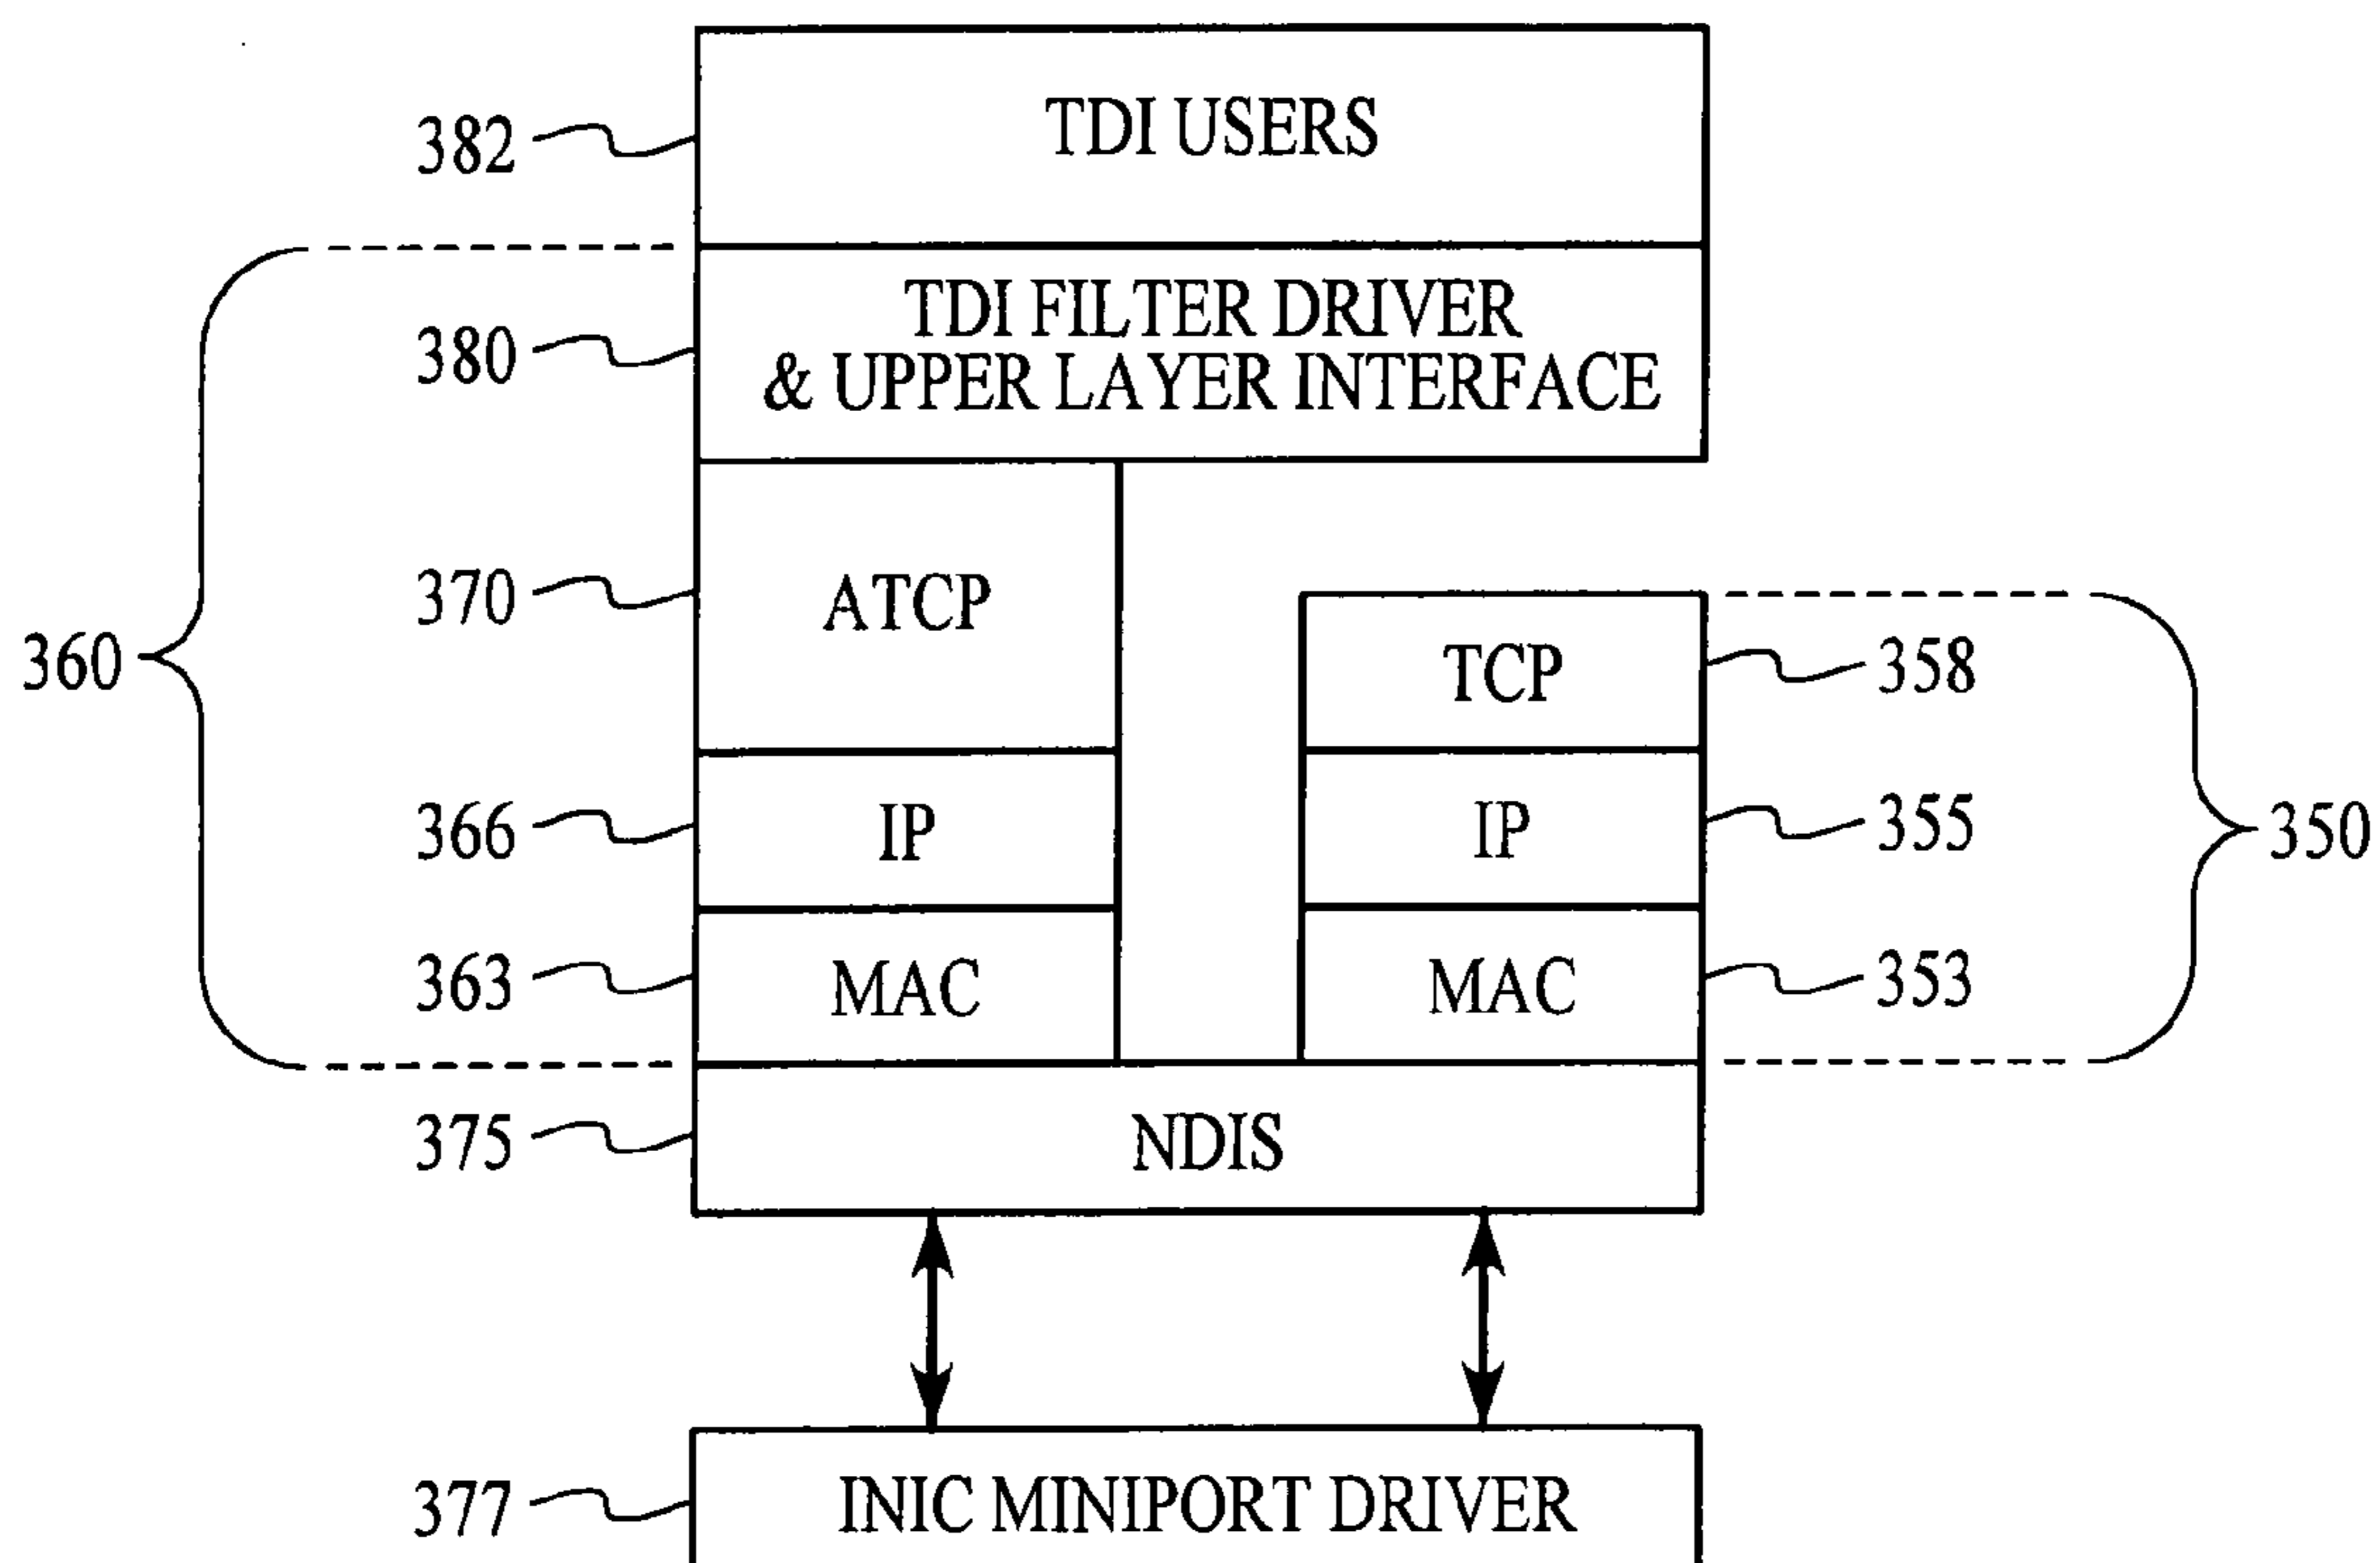 TDI USERS
382
TDI FILTER DRIVER
& UPPER LAYER INTERFACE
380
ATCP
370
360
TCP
358
IP
366
IP
355
350
MAC
363
MAC
353
NDIS
375
INIC MINIPORT DRIVER
377